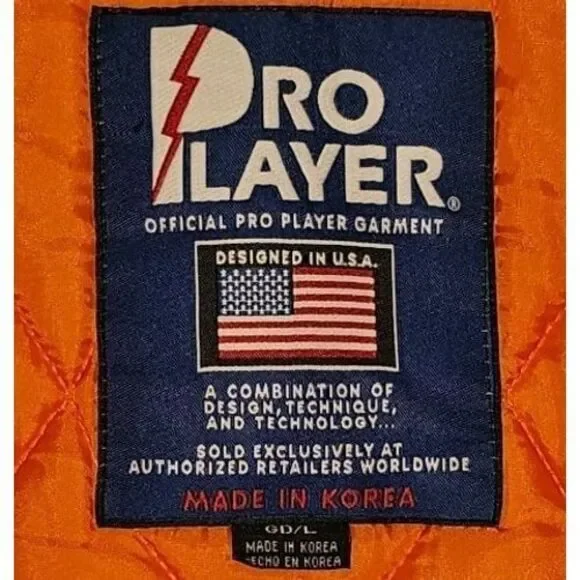 PRO
PLAYER®
OFFICIAL PRO PLAYER GARMENT
DESIGNED IN U.S.A.
A COMBINATION OF
DESIGN, TECHNIQUE,
AND TECHNOLOGY...
SOLD EXCLUSIVELY AT
AUTHORIZED RETAILERS WORLDWIDE
MADE IN KOREA
GD/L
MADE IN KOREA
ECHO EN KOREA